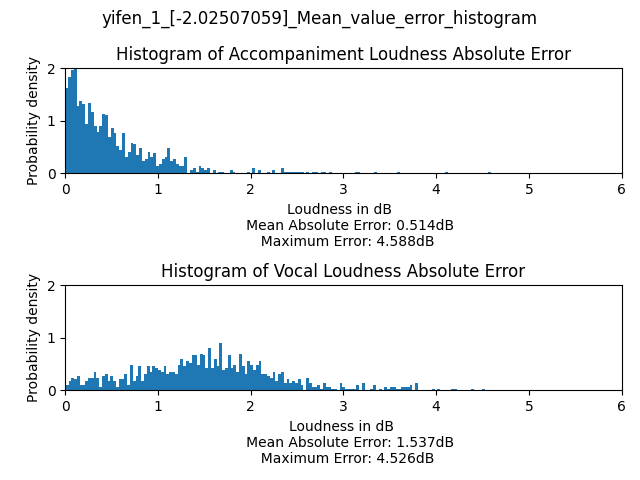 yifen_1_[-2.02507059]_Mean_value_error_histogram
Histogram of Accompaniment Loudness Absolute Error
Probability density
2
1
0
0 1 2 3 4 5 6
Loudness in dB
Mean Absolute Error: 0.514dB
Maximum Error: 4.588dB
Histogram of Vocal Loudness Absolute Error
Probability density
2
1
0
0 1 2 3 4 5 6
Loudness in dB
Mean Absolute Error: 1.537dB
Maximum Error: 4.526dB